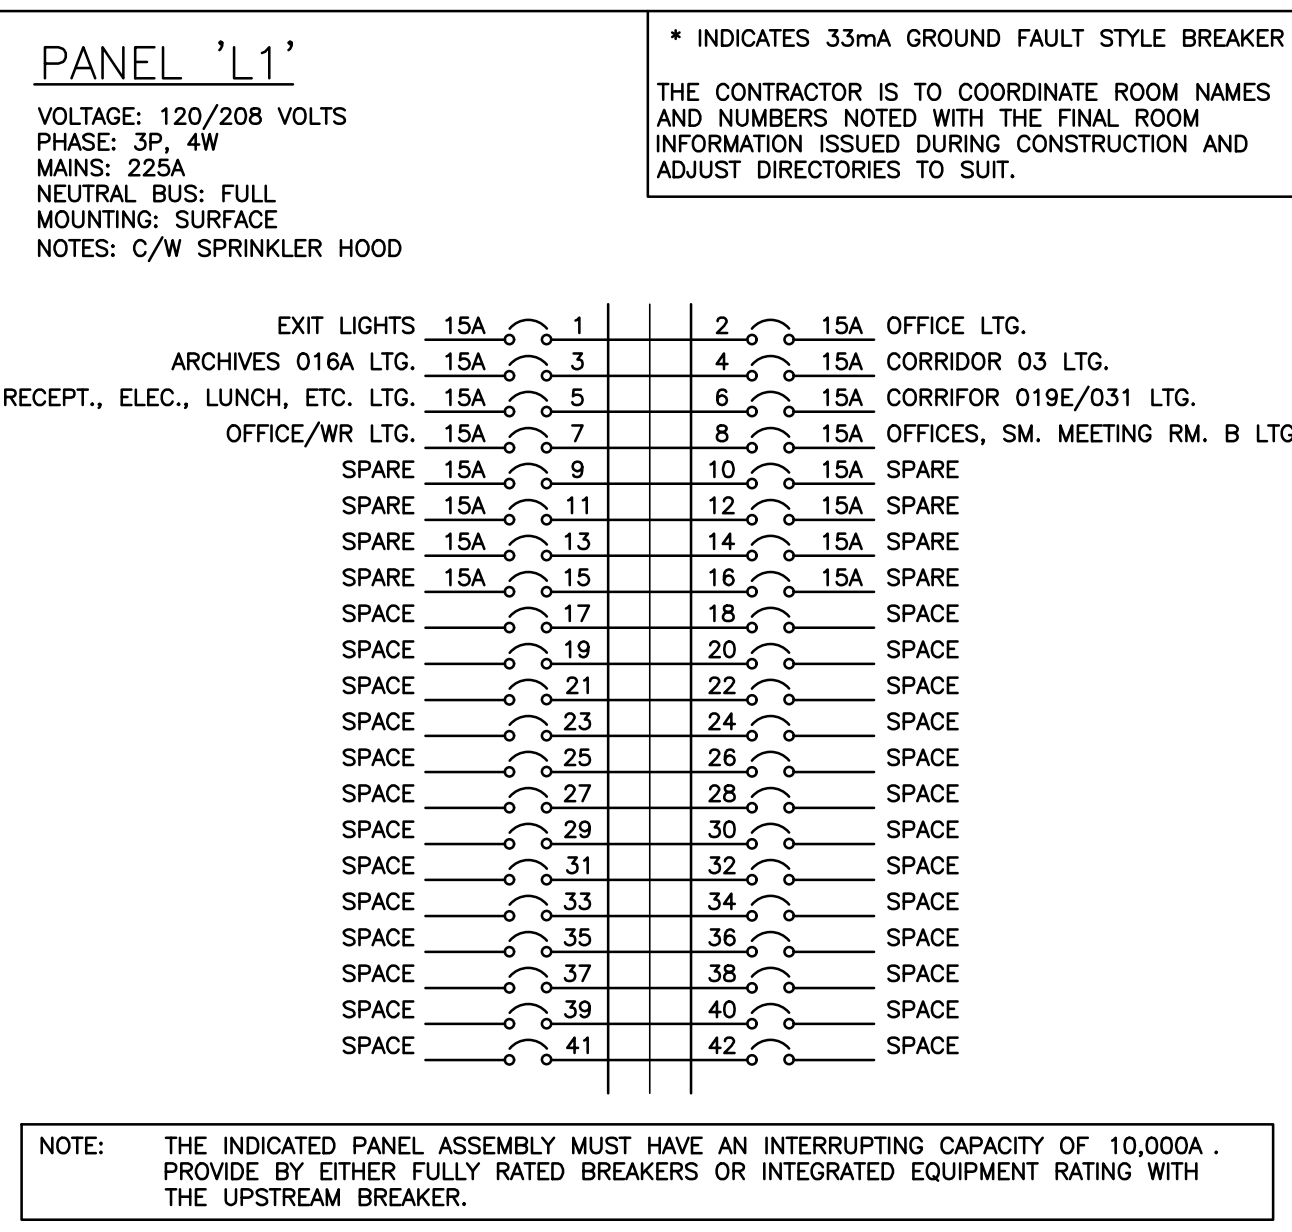 PANEL 'L1'
VOLTAGE: 120/208 VOLTS
PHASE: 3P, 4W
MAINS: 225A
NEUTRAL BUS: FULL
MOUNTING: SURFACE
NOTES: C/W SPRINKLER HOOD
* INDICATES 33mA GROUND FAULT STYLE BREAKER
THE CONTRACTOR IS TO COORDINATE ROOM NAMES
AND NUMBERS NOTED WITH THE FINAL ROOM
INFORMATION ISSUED DURING CONSTRUCTION AND
ADJUST DIRECTORIES TO SUIT.
EXIT LIGHTS 15A 1 2 15A OFFICE LTG.
ARCHIVES 016A LTG. 15A 3 4 15A CORRIDOR 03 LTG.
RECEPT., ELEC., LUNCH, ETC. LTG. 15A 5 6 15A CORRIFOR 019E/031 LTG.
OFFICE/WR LTG. 15A 7 8 15A OFFICES, SM. MEETING RM. B LTG
SPARE 15A 9 10 15A SPARE
SPARE 15A 11 12 15A SPARE
SPARE 15A 13 14 15A SPARE
SPARE 15A 15 16 15A SPARE
SPACE 17 18 SPACE
SPACE 19 20 SPACE
SPACE 21 22 SPACE
SPACE 23 24 SPACE
SPACE 25 26 SPACE
SPACE 27 28 SPACE
SPACE 29 30 SPACE
SPACE 31 32 SPACE
SPACE 33 34 SPACE
SPACE 35 36 SPACE
SPACE 37 38 SPACE
SPACE 39 40 SPACE
SPACE 41 42 SPACE
NOTE: THE INDICATED PANEL ASSEMBLY MUST HAVE AN INTERRUPTING CAPACITY OF 10,000A .
PROVIDE BY EITHER FULLY RATED BREAKERS OR INTEGRATED EQUIPMENT RATING WITH
THE UPSTREAM BREAKER.